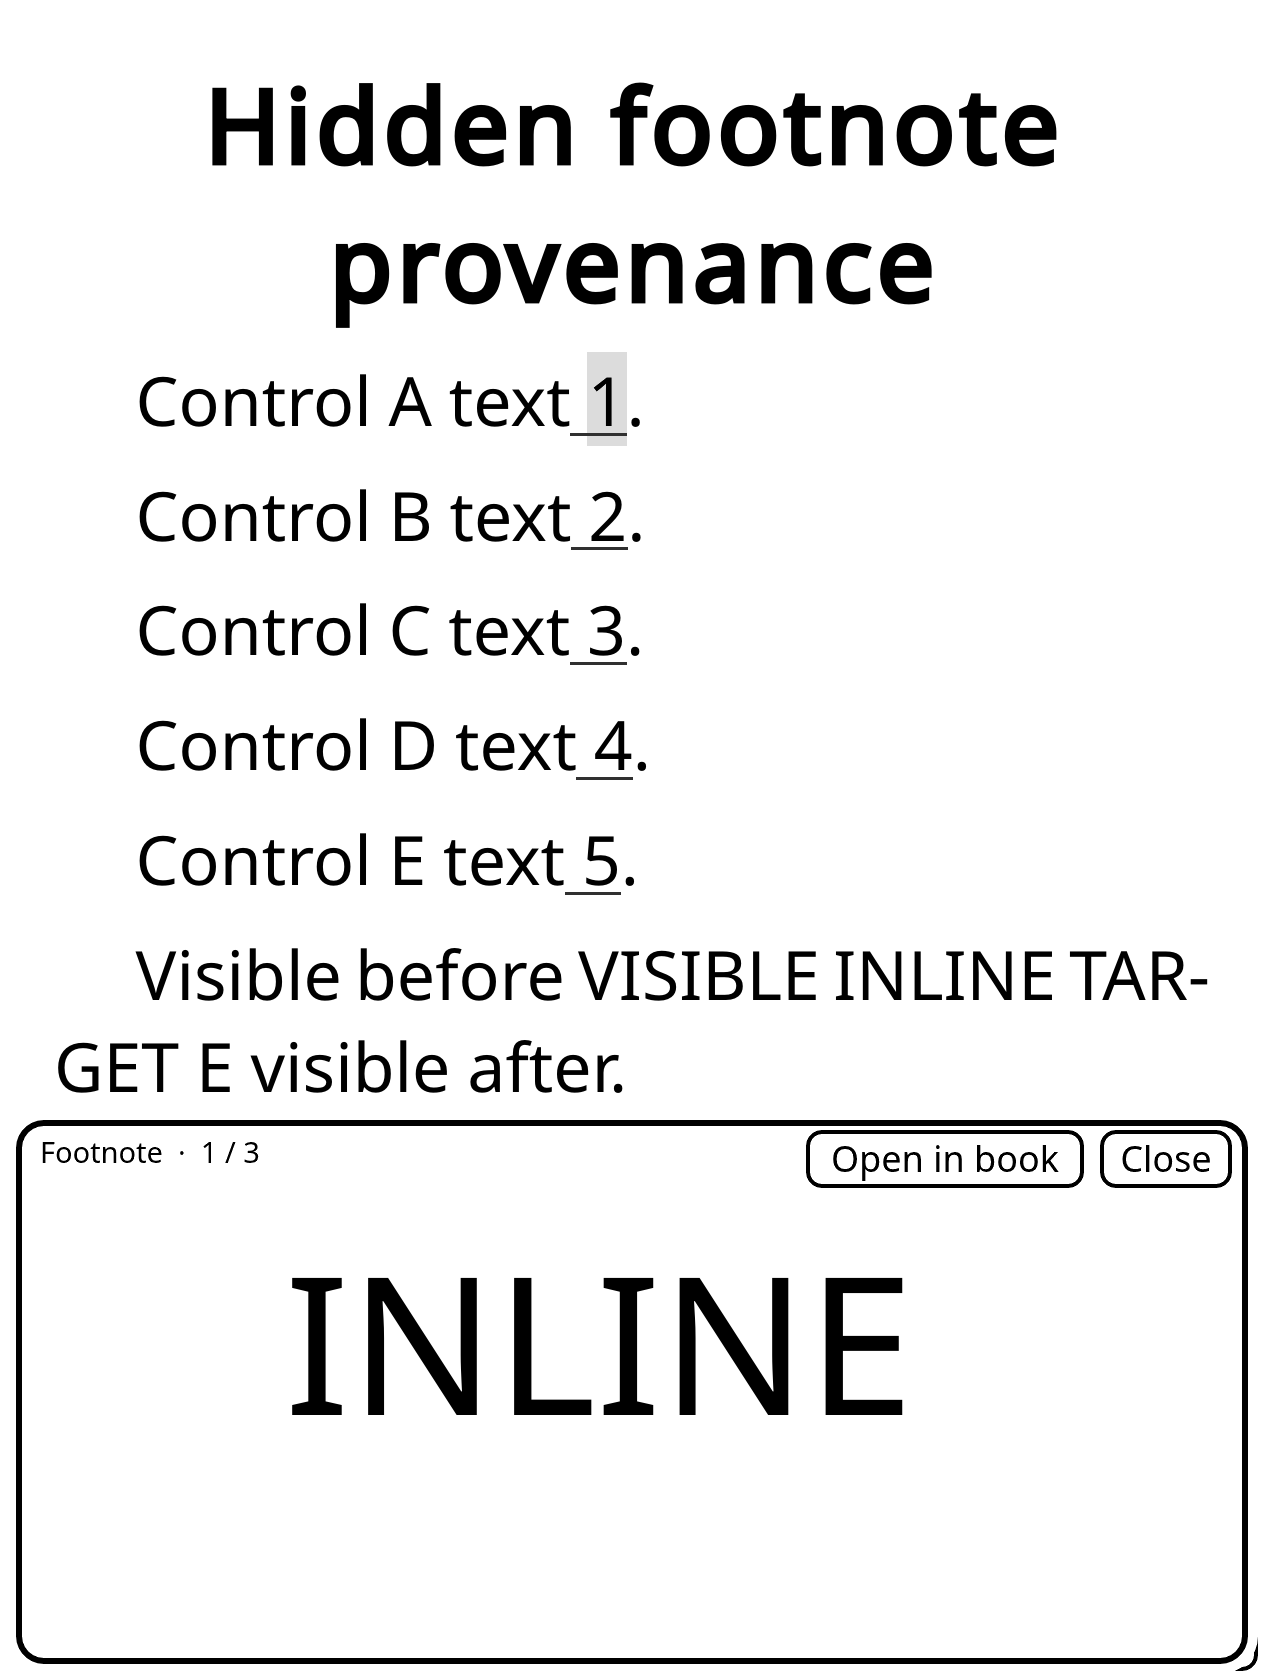 Hidden footnote
provenance
Control A text 1.
Control B text 2.
Control C text 3.
Control D text 4.
Control E text 5.
Visible before VISIBLE INLINE TAR-
GET E visible after.
Footnote · 1 / 3
Open in book
Close
INLINE